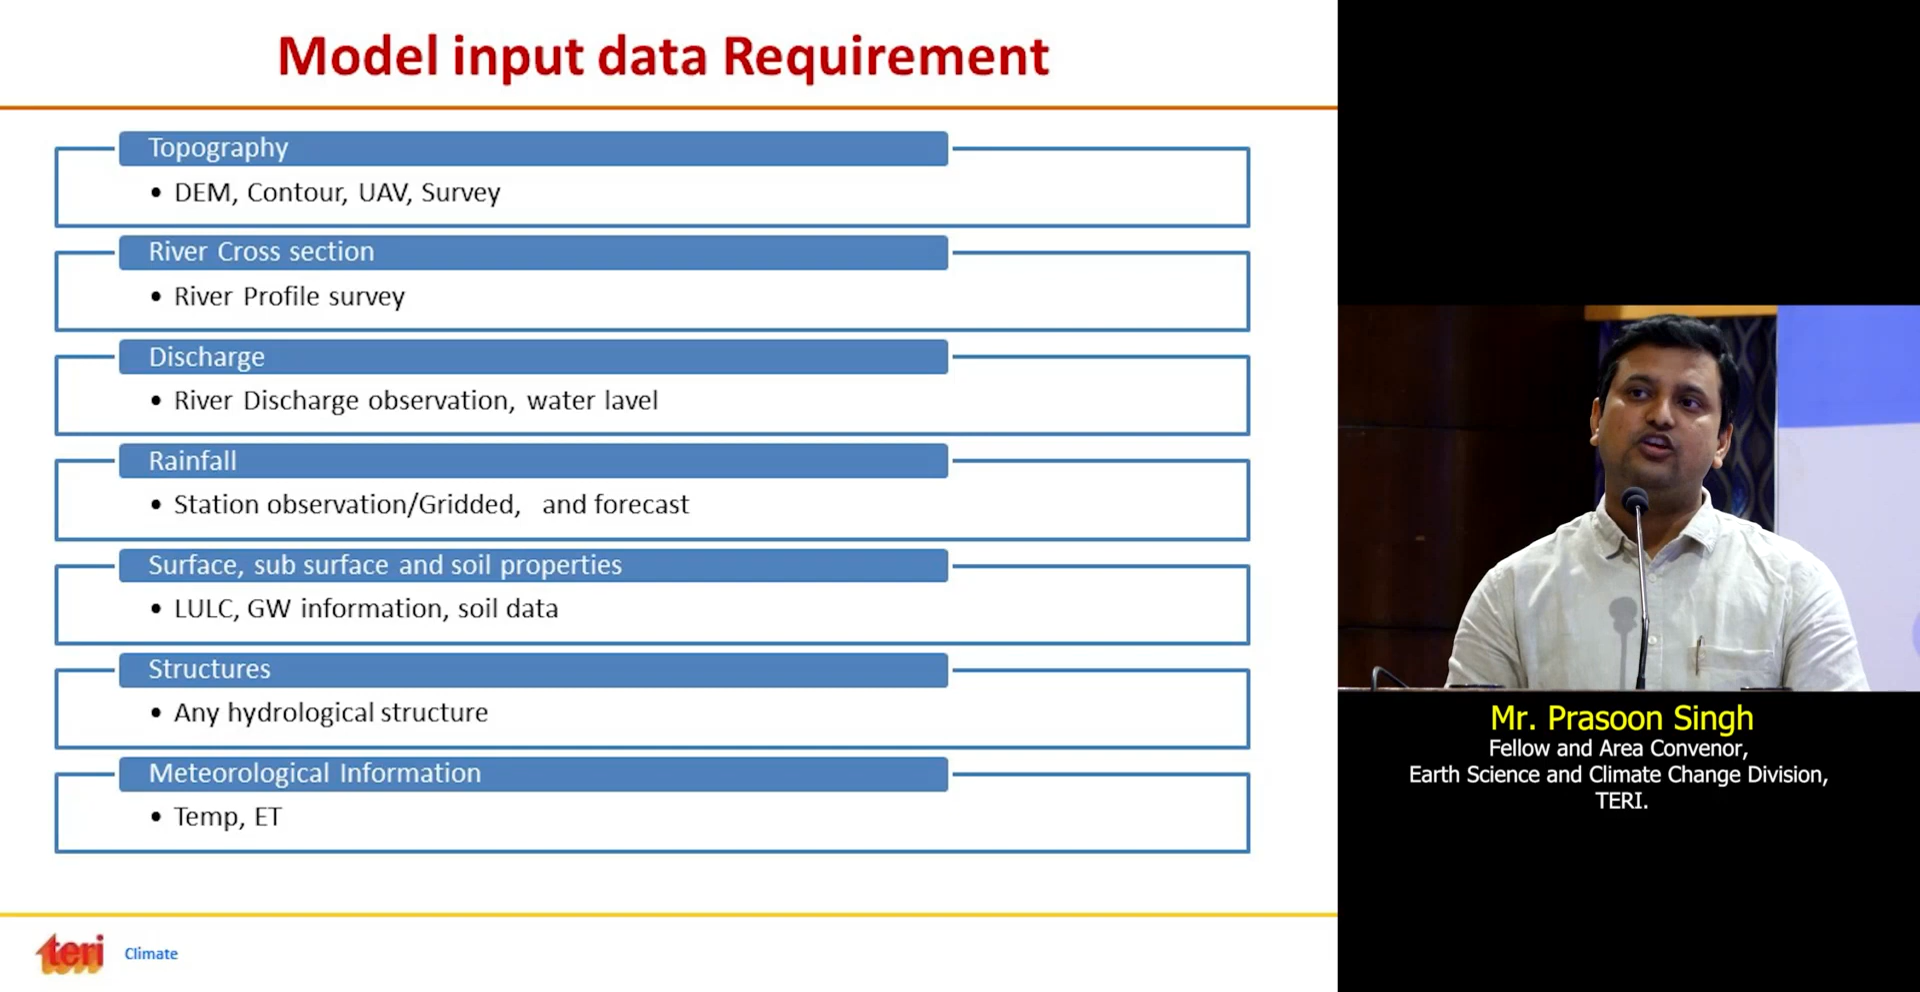 Model input data Requirement
Topography
• DEM, Contour, UAV, Survey
River Cross section
• River Profile survey
Discharge
• River Discharge observation, water lavel
Rainfall
• Station observation/Gridded, and forecast
Surface, sub surface and soil properties
• LULC, GW information, soil data
Structures
• Any hydrological structure
Meteorological Information
• Temp, ET
teri
Climate
Mr. Prasoon Singh
Fellow and Area Convenor,
Earth Science and Climate Change Division,
TERI.